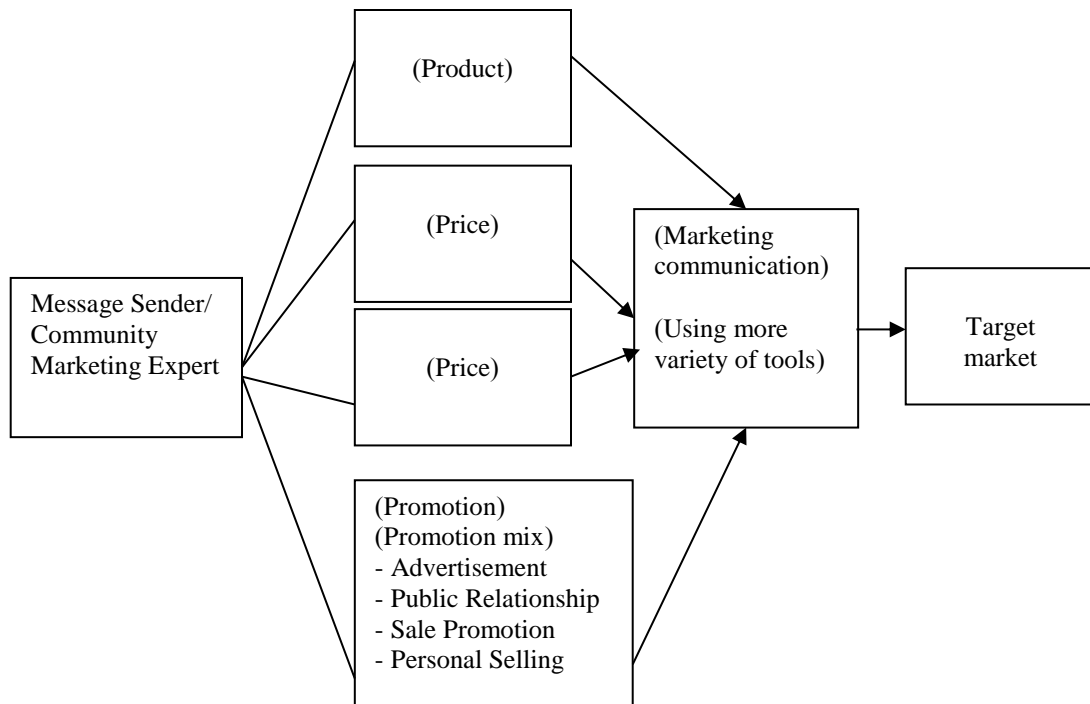 (Product)
(Price)
Message Sender/
Community
Marketing Expert
(Price)
(Marketing
communication)
(Using more
variety of tools)
Target
market
(Promotion)
(Promotion mix)
- Advertisement
- Public Relationship
- Sale Promotion
- Personal Selling